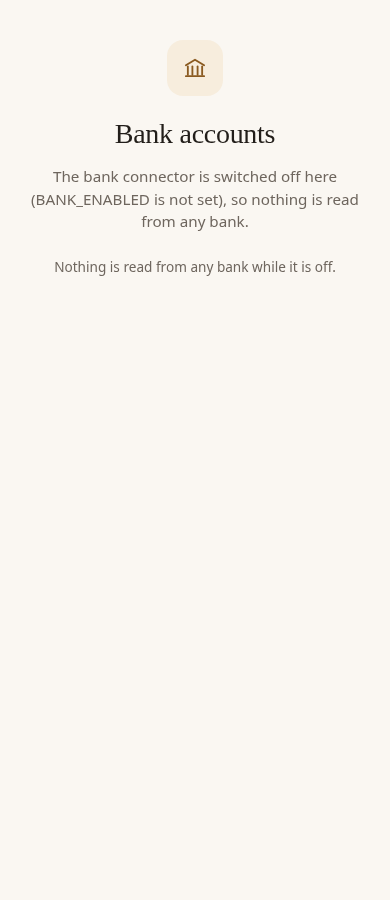 Bank accounts
The bank connector is switched off here
(BANK_ENABLED is not set), so nothing is read
from any bank.
Nothing is read from any bank while it is off.